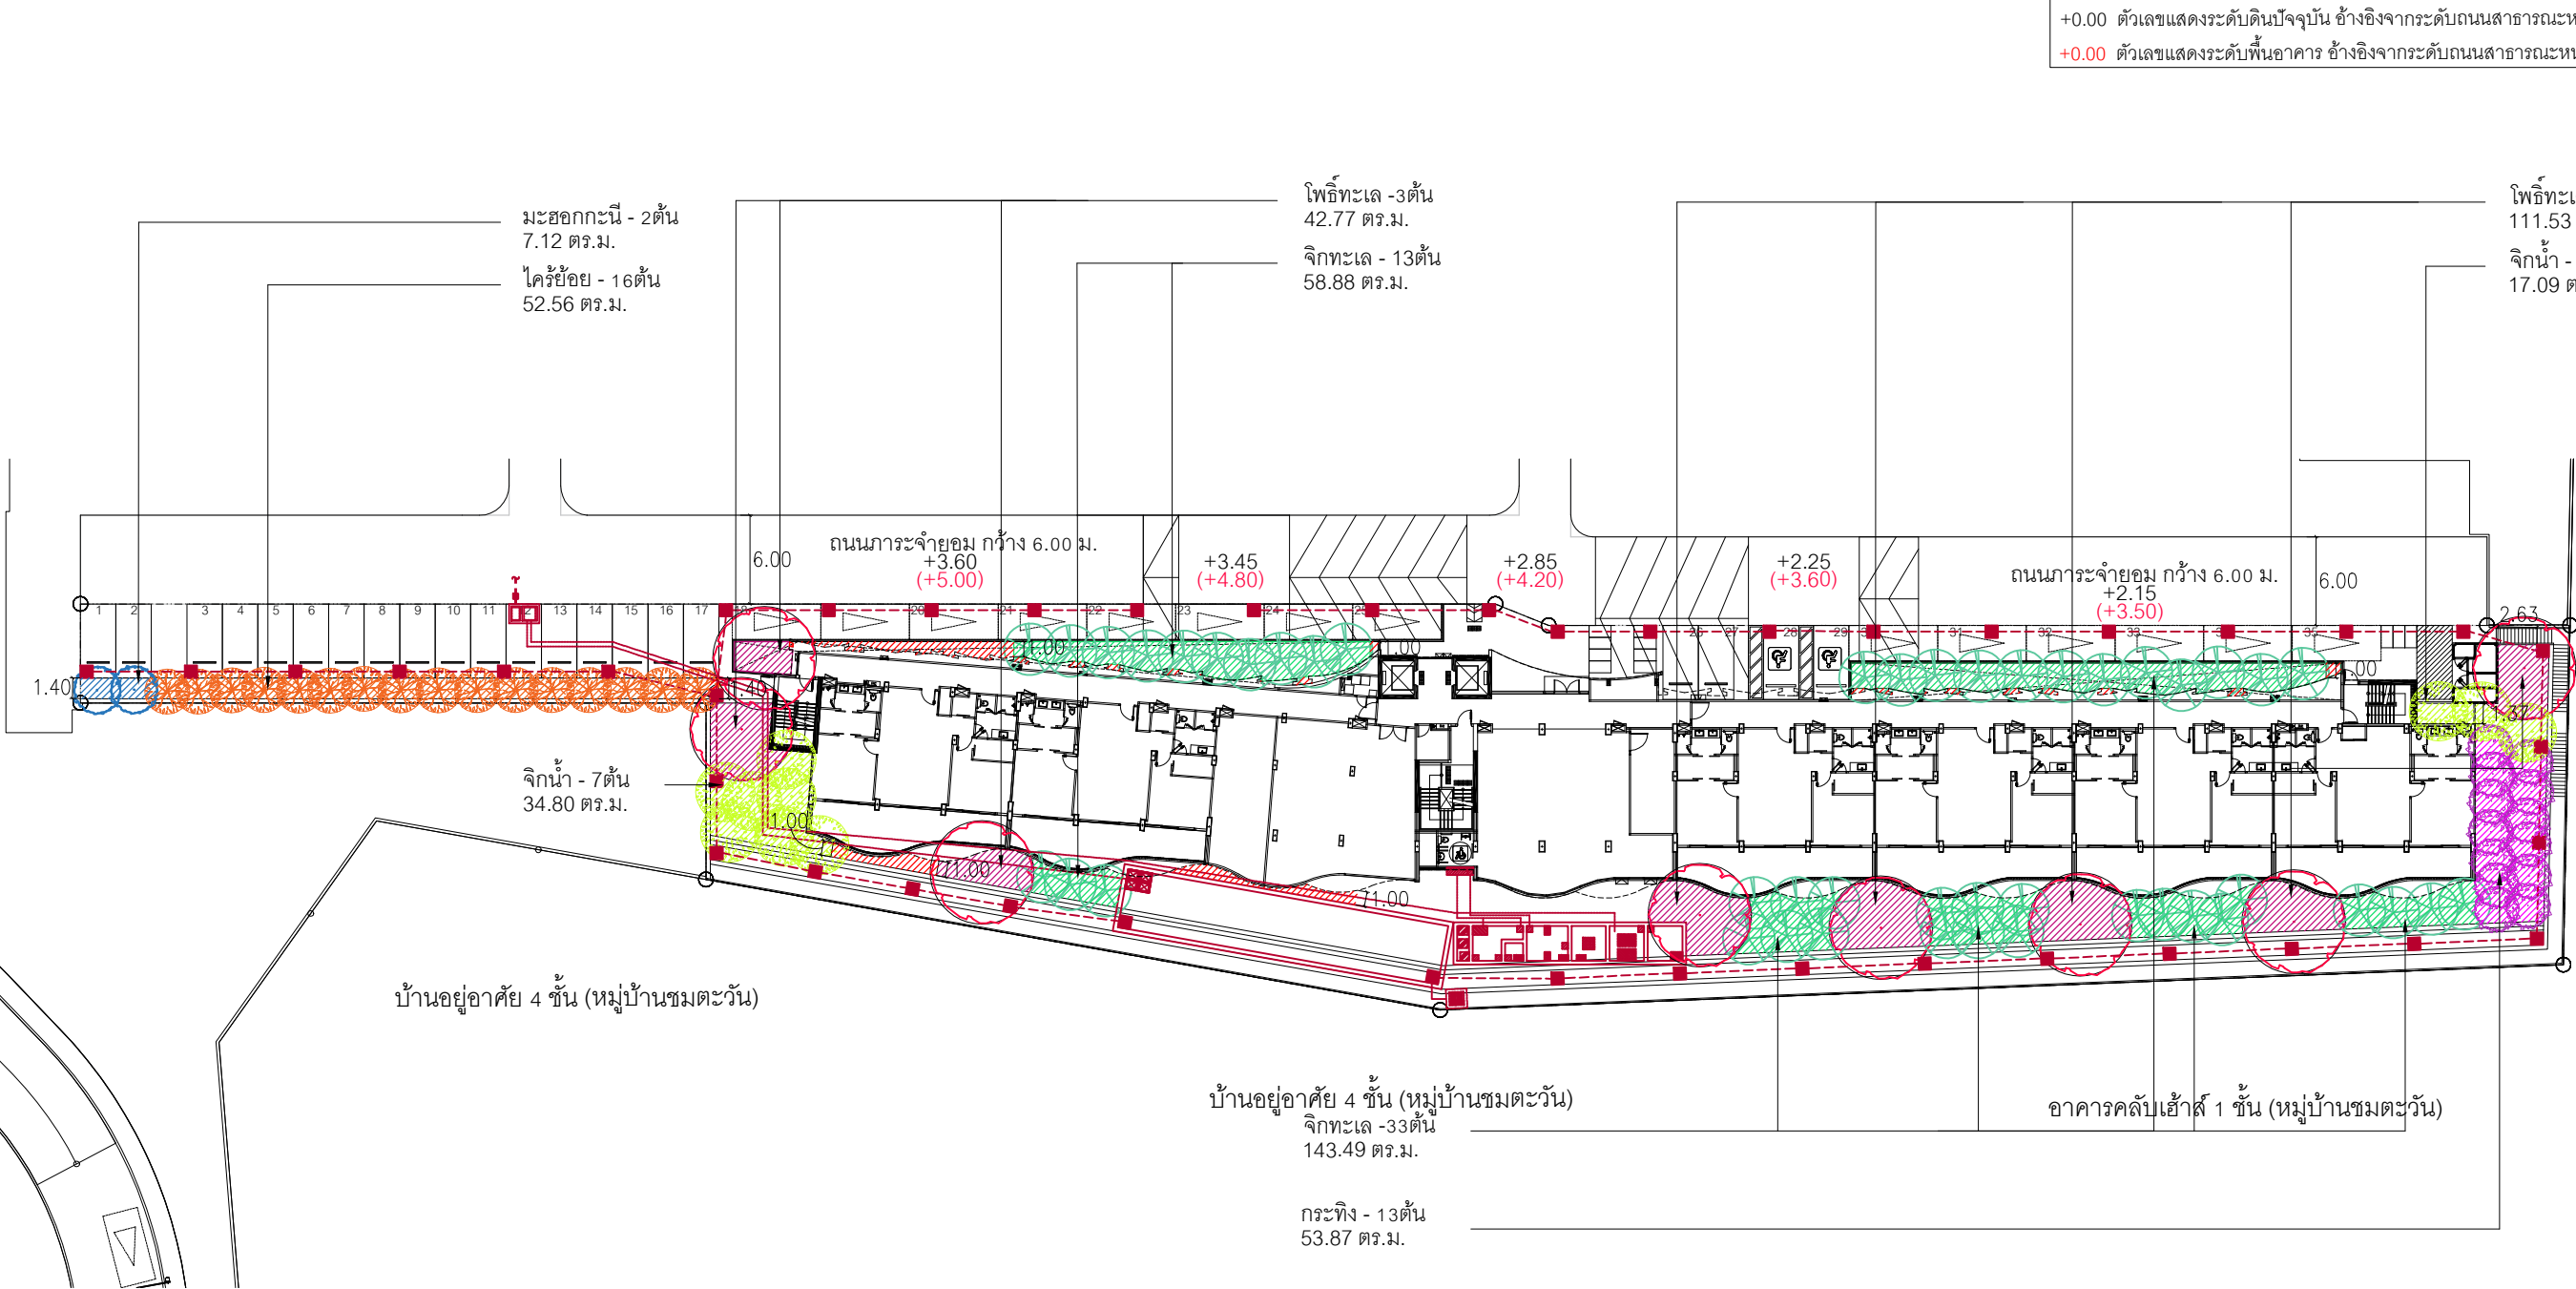 +0.00 ตัวเลขแสดงระดับดินปัจจุบัน อ้างอิงจากระดับถนนสาธารณะ
+0.00 ตัวเลขแสดงระดับพื้นอาคาร อ้างอิงจากระดับถนนสาธารณะ
มะฮอกกะนี - 2ต้น
7.12 ตร.ม.
ไคร้ย้อย - 16ต้น
52.56 ตร.ม.
โพธิ์ทะเล -3ต้น
42.77 ตร.ม.
จิกทะเล - 13ต้น
58.88 ตร.ม.
111.53
จิกน้ำ -
17.09
ถนนภาระจำยอม กว้าง 6.00 ม.
+3.60
(+5.00)
6.00
+3.45
(+4.80)
+2.85
(+4.20)
+2.25
(+3.60)
ถนนภาระจำยอม กว้าง 6.00 ม.
+2.15
(+3.50)
6.00
2.63
1 2 3 4 5 6 7 8 9 10 11 12 13 14 15 16 17 18 20 21 22 23 24 25 26 27 28 29 30 31 32 33 35
1.40
1.00
1.00
จิกน้ำ - 7ต้น
34.80 ตร.ม.
1.00
1.00
1.00
บ้านอยู่อาศัย 4 ชั้น (หมู่บ้านชมตะวัน)
บ้านอยู่อาศัย 4 ชั้น (หมู่บ้านชมตะวัน)
จิกทะเล -33ต้น
143.49 ตร.ม.
อาคารคลับเฮ้าส์ 1 ชั้น (หมู่บ้านชมตะวัน)
กระทิง - 13ต้น
53.87 ตร.ม.